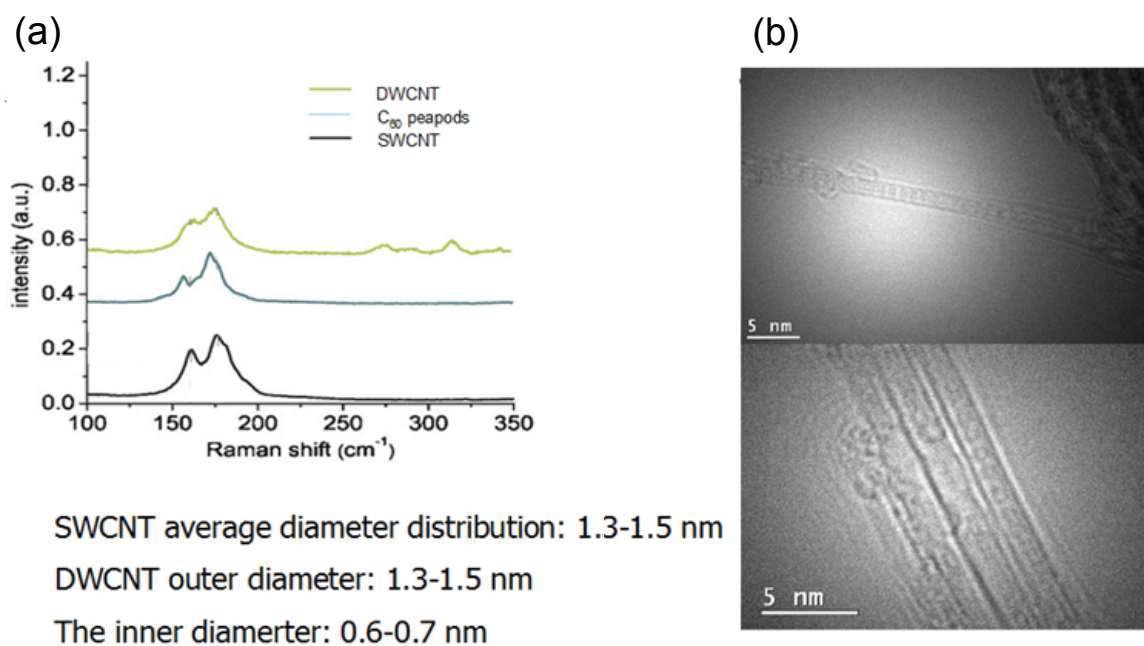 (a)
(b)
1.2
1.0
0.8
0.6
0.4
0.2
0.0
intensity (a.u.)
DWCNT
C₆₀ peapods
SWCNT
100 150 200 250 300 350
Raman shift (cm⁻¹)
5 nm
5 nm
SWCNT average diameter distribution: 1.3-1.5 nm
DWCNT outer diameter: 1.3-1.5 nm
The inner diamerter: 0.6-0.7 nm